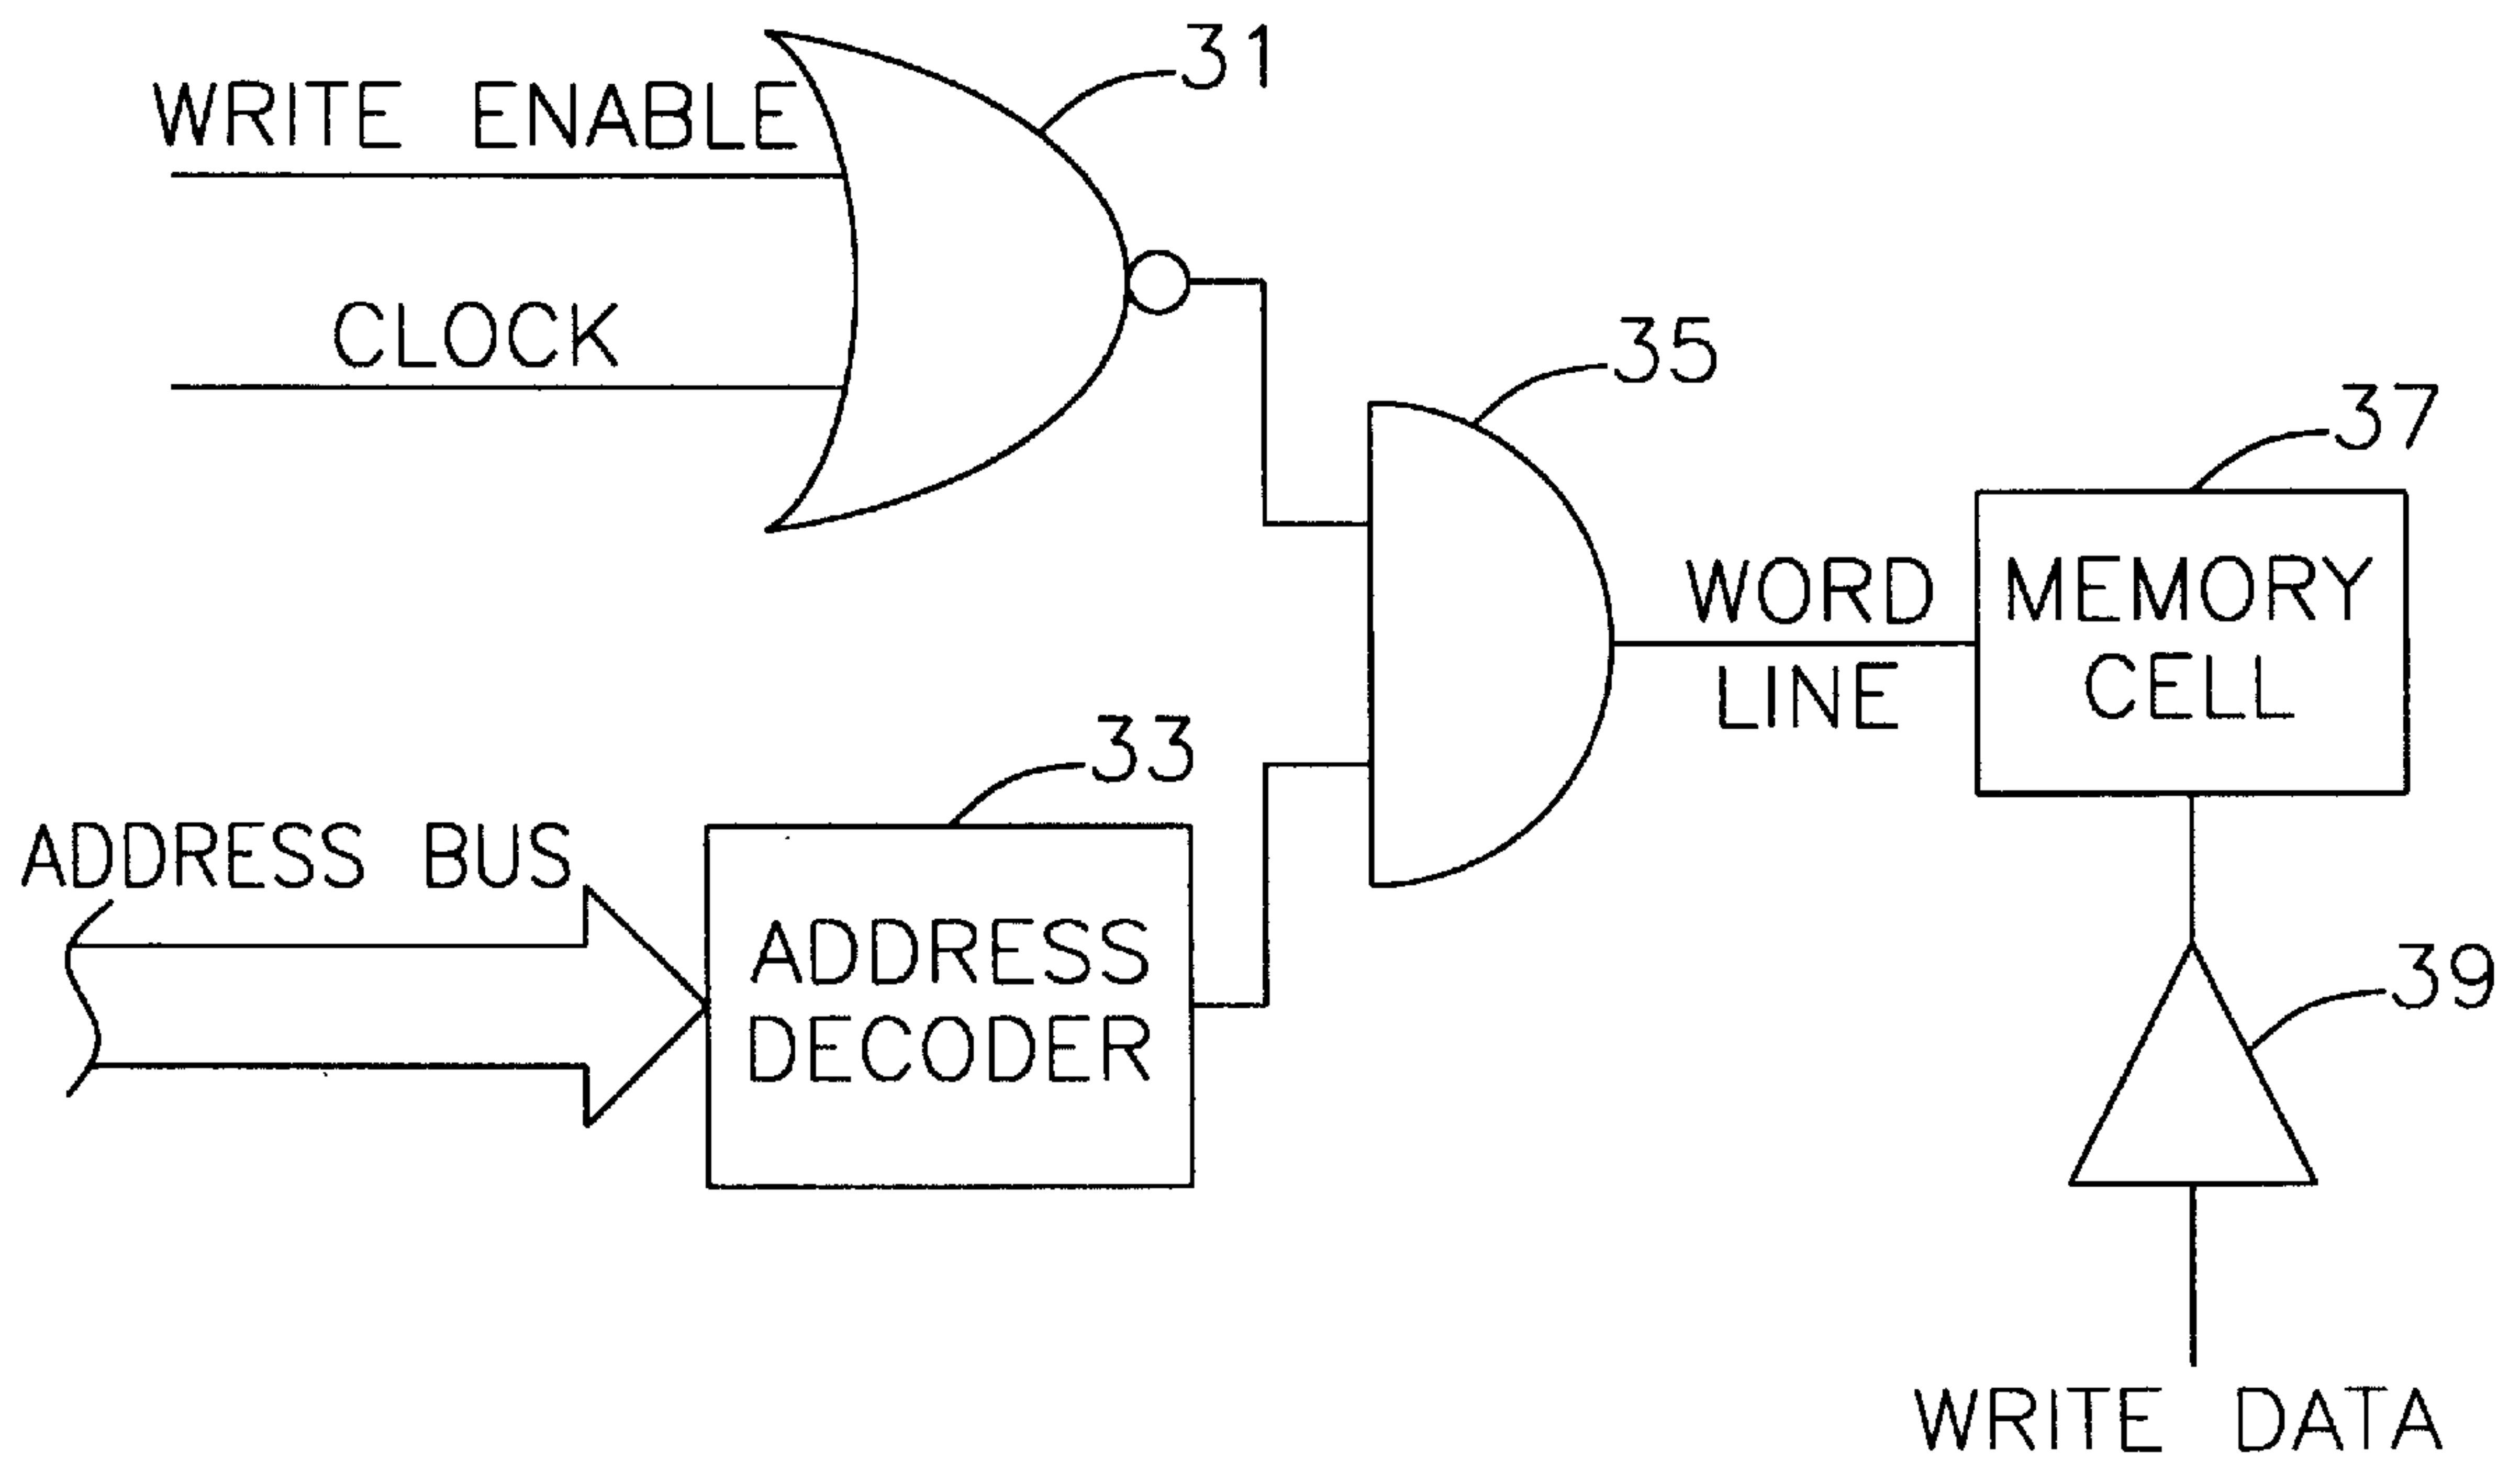 31
WRITE ENABLE
CLOCK
35
37
WORD
LINE
MEMORY
CELL
33
ADDRESS BUS
ADDRESS
DECODER
39
WRITE DATA